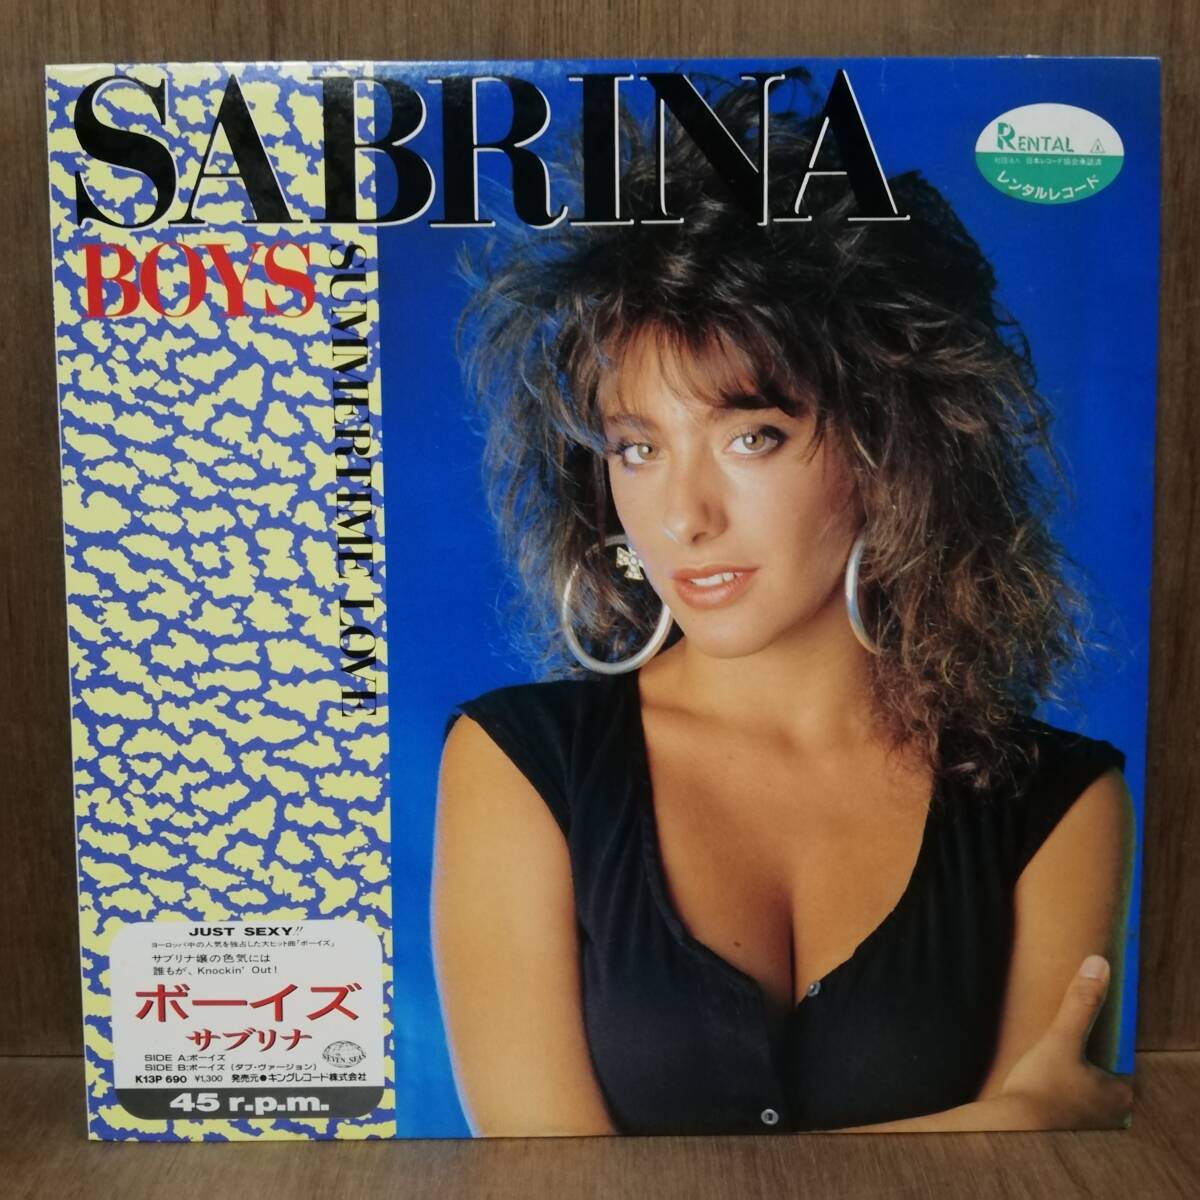 SABRINA
BOYS
SUMMERTIME LOVE
RENTAL
社団法人 日本レコード協会承認済
レンタルレコード
JUST SEXY!!
ヨーロッパ中の人気を独占した大ヒット曲「ボーイズ」
サブリナ嬢の色気には
誰もが、Knockin' Out!
ボーイズ
サブリナ
SIDE A:ボーイズ
SIDE B:ボーイズ(ダブ・ヴァージョン)
SEVEN SEAS
K13P 690 ¥1,300 発売元●キングレコード株式会社
45 r.p.m.